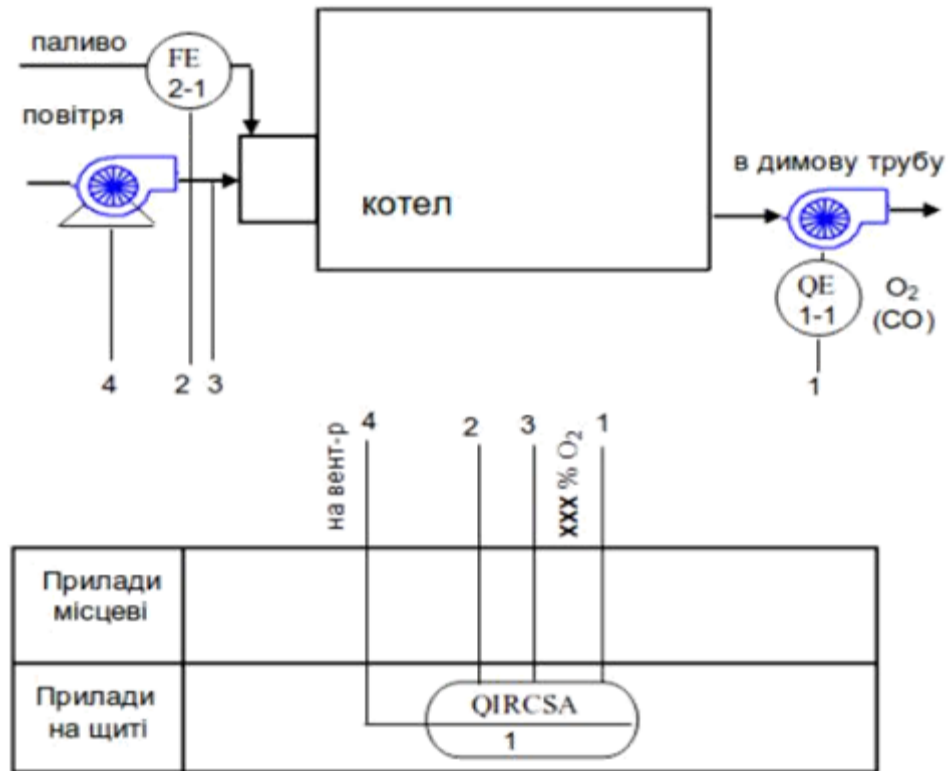 паливо
FE
2-1
повітря
котел
в димову трубу
QE
1-1
O₂
(CO)
4
2
3
1
на вент-р
4
2
3
xxx % O₂
1
Прилади
місцеві
Прилади
на щиті
QIRCSA
1